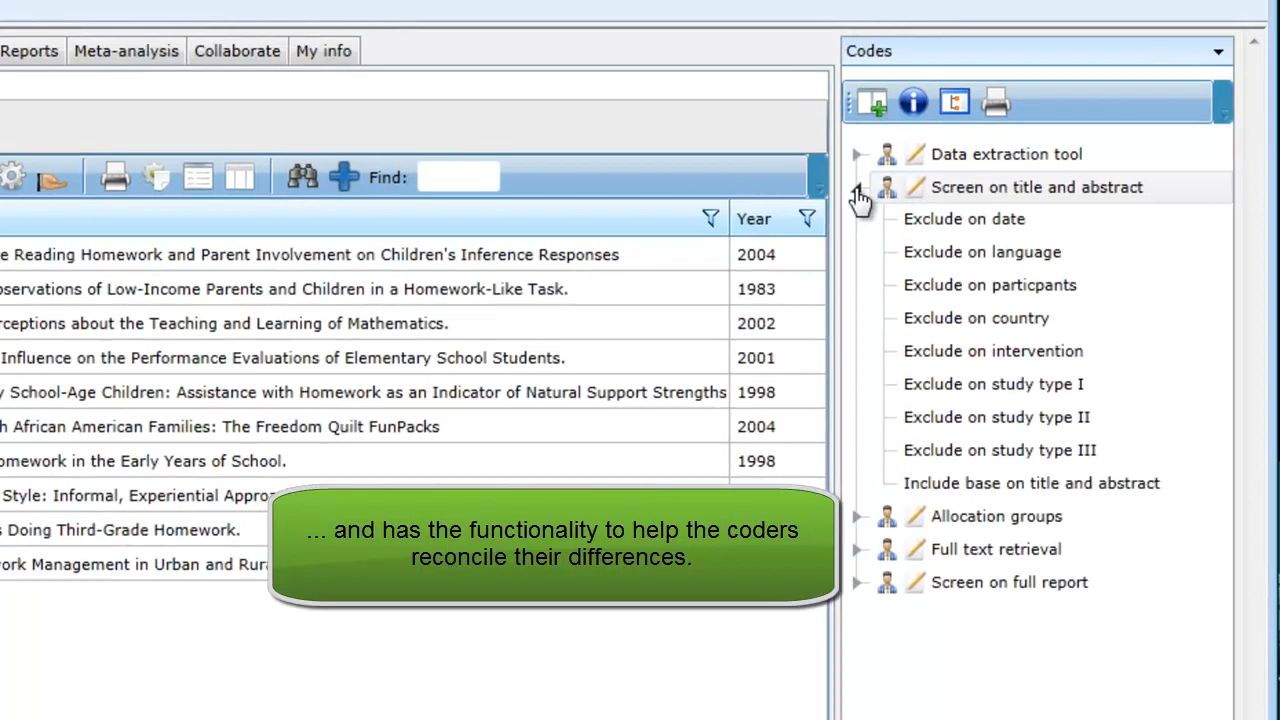 Reports Meta-analysis Collaborate My info
Find:
Year
e Reading Homework and Parent Involvement on Children's Inference Responses 2004
bservations of Low-Income Parents and Children in a Homework-Like Task. 1983
rceptions about the Teaching and Learning of Mathematics. 2002
Influence on the Performance Evaluations of Elementary School Students. 2001
y School-Age Children: Assistance with Homework as an Indicator of Natural Support Strengths 1998
h African American Families: The Freedom Quilt FunPacks 2004
omework in the Early Years of School. 1998
Style: Informal, Experiential Appro
s Doing Third-Grade Homework.
ork Management in Urban and Rura
... and has the functionality to help the coders
reconcile their differences.
Codes
Data extraction tool
Screen on title and abstract
Exclude on date
Exclude on language
Exclude on particpants
Exclude on country
Exclude on intervention
Exclude on study type I
Exclude on study type II
Exclude on study type III
Include base on title and abstract
Allocation groups
Full text retrieval
Screen on full report